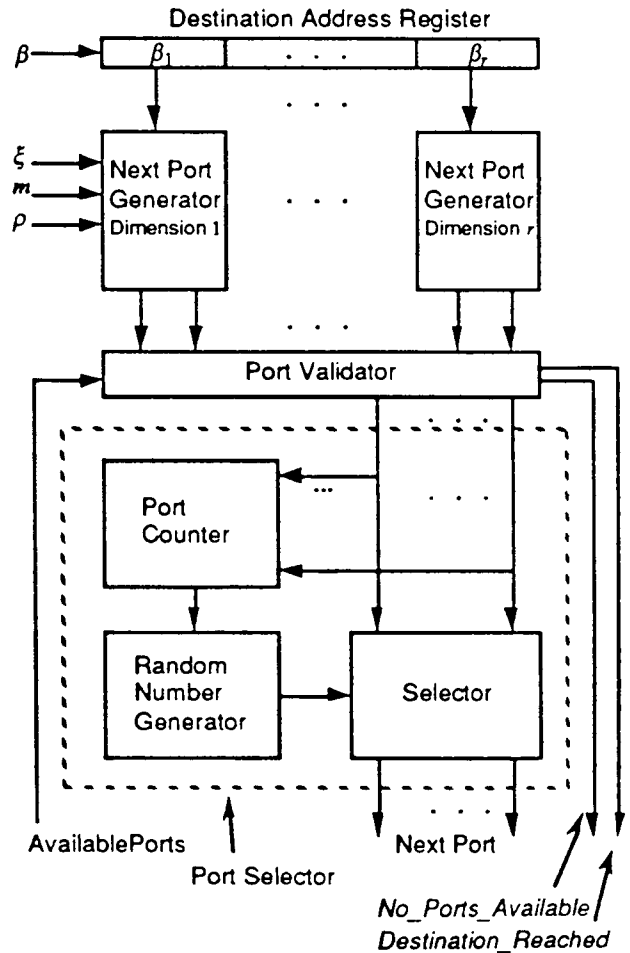 Destination Address Register
β
β₁ . . . βᵣ
. . .
ξ
m
ρ
Next Port
Generator
Dimension 1
. . .
Next Port
Generator
Dimension r
. . .
Port Validator
. . .
...
. . .
Port
Counter
Random
Number
Generator
Selector
. . .
AvailablePorts
Next Port
Port Selector
No_Ports_Available
Destination_Reached